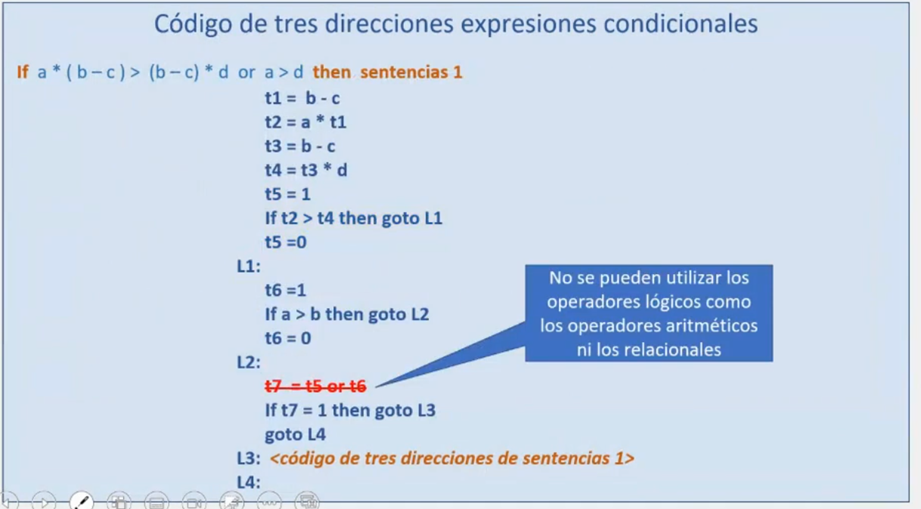 Código de tres direcciones expresiones condicionales
If a * ( b – c ) > (b – c) * d or a > d then sentencias 1
t1 = b - c
t2 = a * t1
t3 = b - c
t4 = t3 * d
t5 = 1
If t2 > t4 then goto L1
t5 =0
L1:
t6 =1
If a > b then goto L2
t6 = 0
L2:
t7 = t5 or t6
If t7 = 1 then goto L3
goto L4
L3: <código de tres direcciones de sentencias 1>
L4:
No se pueden utilizar los
operadores lógicos como
los operadores aritméticos
ni los relacionales